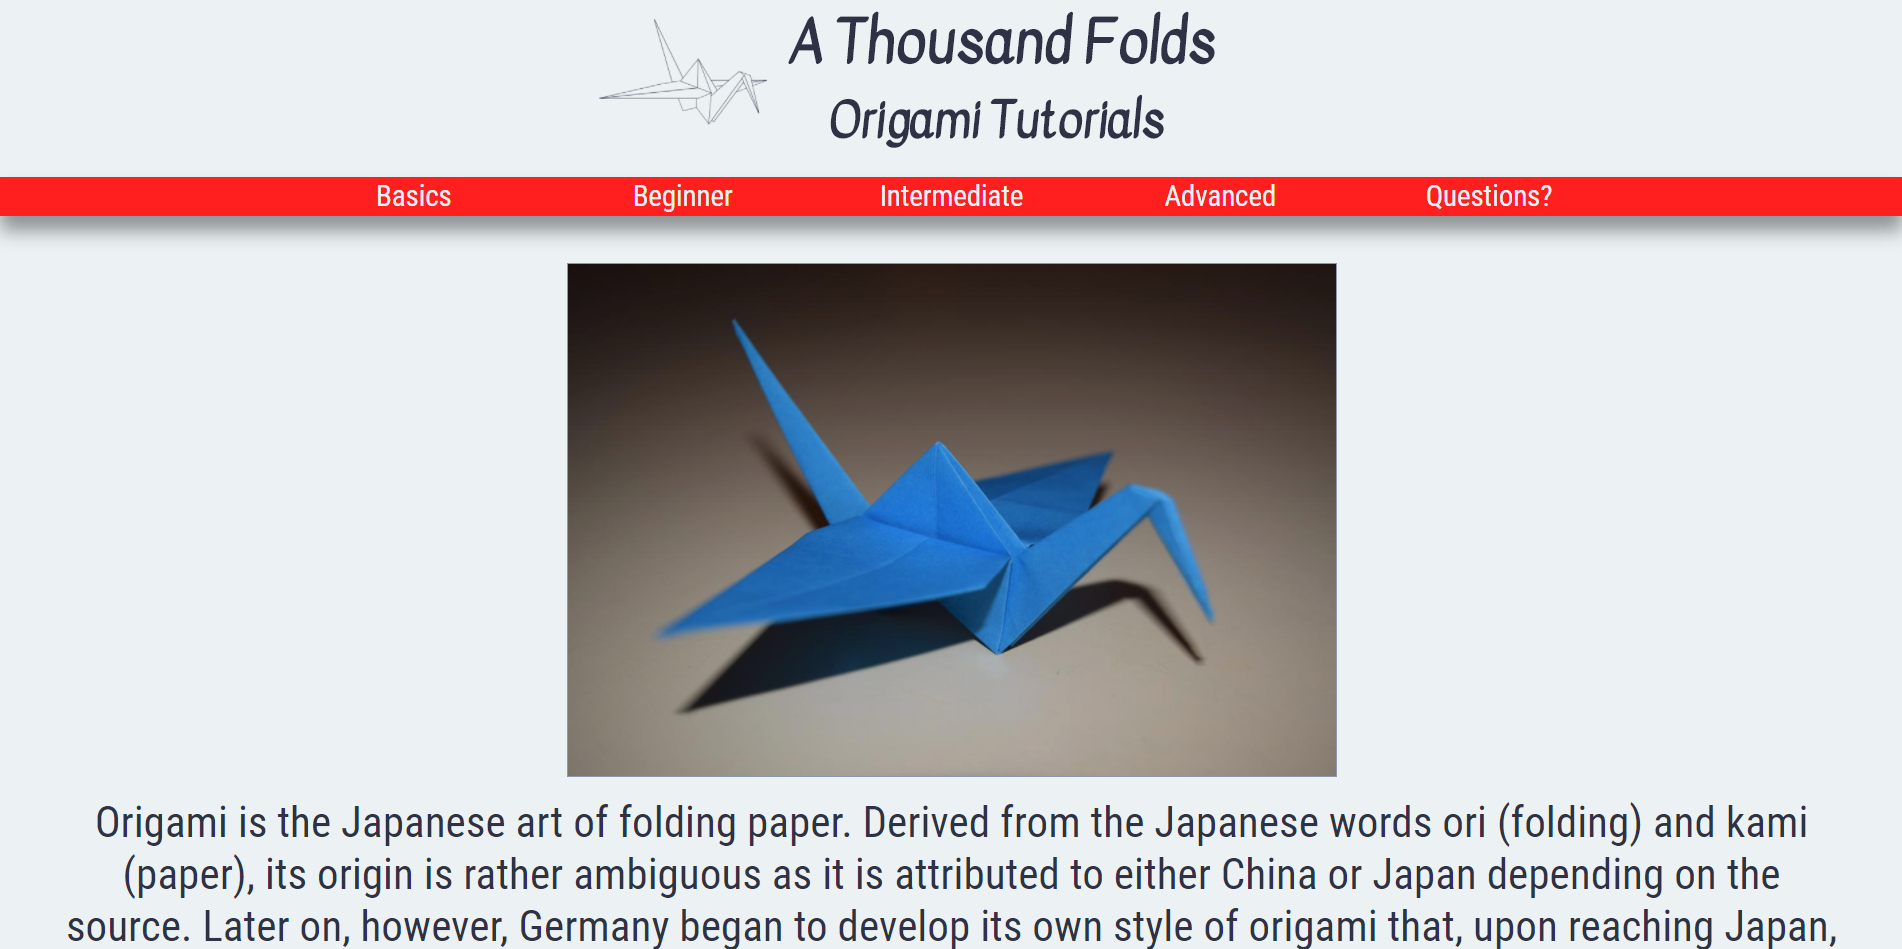 A Thousand Folds
Origami Tutorials
Basics Beginner Intermediate Advanced Questions?
Origami is the Japanese art of folding paper. Derived from the Japanese words ori (folding) and kami
(paper), its origin is rather ambiguous as it is attributed to either China or Japan depending on the
source. Later on, however, Germany began to develop its own style of origami that, upon reaching Japan,